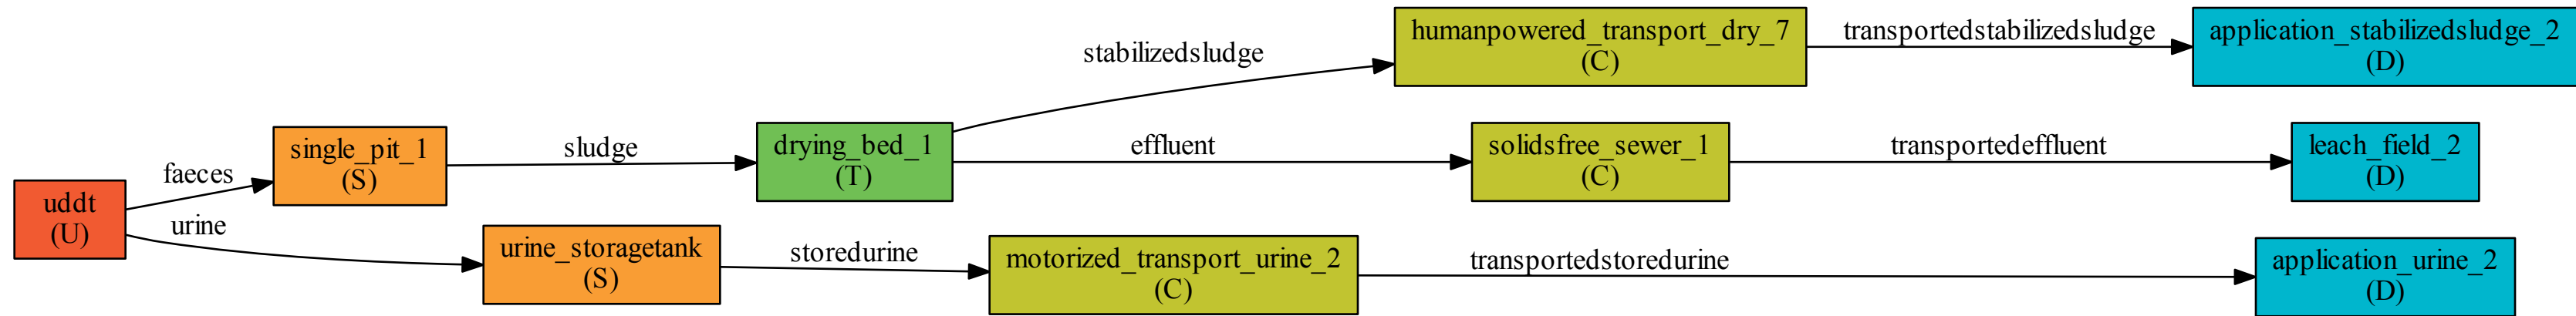 uddt
(U)
faeces
urine
single_pit_1
(S)
sludge
urine_storagetank
(S)
storedurine
drying_bed_1
(T)
stabilizedsludge
effluent
motorized_transport_urine_2
(C)
transportedstoredurine
humanpowered_transport_dry_7
(C)
transportedstabilizedsludge
solidsfree_sewer_1
(C)
transportedeffluent
application_stabilizedsludge_2
(D)
leach_field_2
(D)
application_urine_2
(D)